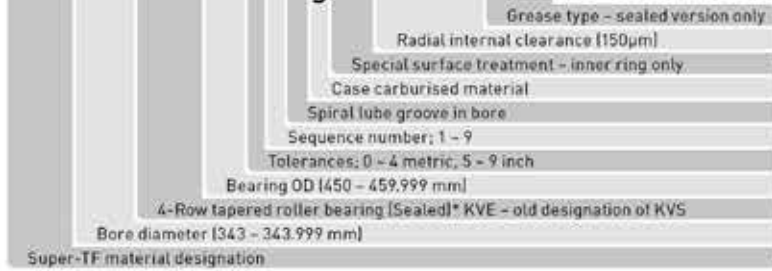 Grease type – sealed version only
Radial internal clearance (150µm)
Special surface treatment – inner ring only
Case carburised material
Spiral lube groove in bore
Sequence number; 1 – 9
Tolerances; 0 – 4 metric, 5 – 9 inch
Bearing OD (450 – 459.999 mm)
4-Row tapered roller bearing (Sealed)* KVE – old designation of KVS
Bore diameter (343 – 343.999 mm)
Super-TF material designation